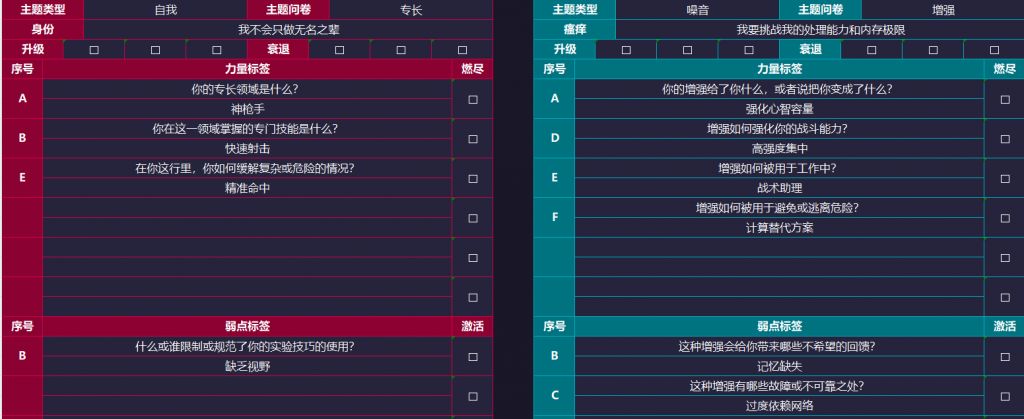 主题类型 自我 主题问卷 专长
身份 我不会只做无名之辈
升级 衰退
序号 力量标签 燃尽
A 你的专长领域是什么？
神枪手
B 你在这一领域掌握的专门技能是什么？
快速射击
E 在你这行里，你如何缓解复杂或危险的情况？
精准命中
序号 弱点标签 激活
B 什么或谁限制或规范了你的实验技巧的使用？
缺乏视野
主题类型 噪音 主题问卷 增强
瘙痒 我要挑战我的处理能力和内存极限
升级 衰退
序号 力量标签 燃尽
A 你的增强给了你什么，或者说把你变成了什么？
强化心智容量
D 增强如何强化你的战斗能力？
高强度集中
E 增强如何被用于工作中？
战术助理
F 增强如何被用于避免或逃离危险？
计算替代方案
序号 弱点标签 激活
B 这种增强会给你带来哪些不希望的回馈？
记忆缺失
C 这种增强有哪些故障或不可靠之处？
过度依赖网络